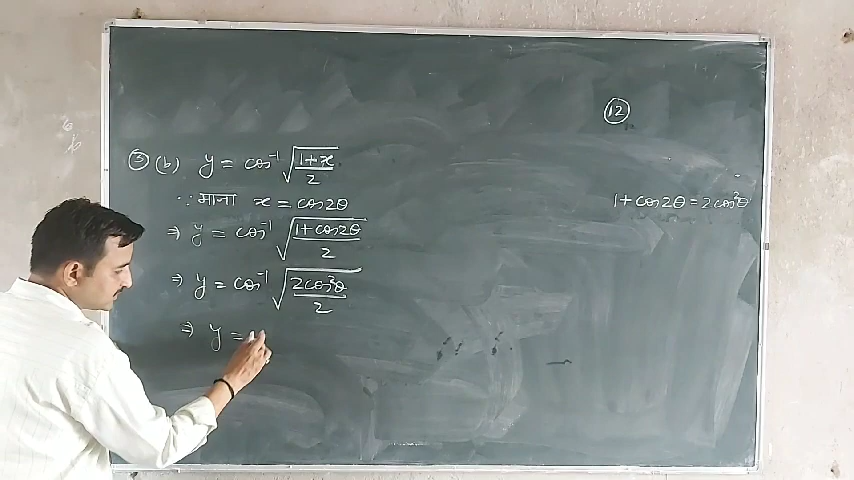 12
③ (b) y = cos⁻¹ √((1+x)/2)
∵ माना x = cos2θ
1 + cos2θ = 2cos²θ
⇒ y = cos⁻¹ √((1+cos2θ)/2)
⇒ y = cos⁻¹ √((2cos²θ)/2)
⇒ y =